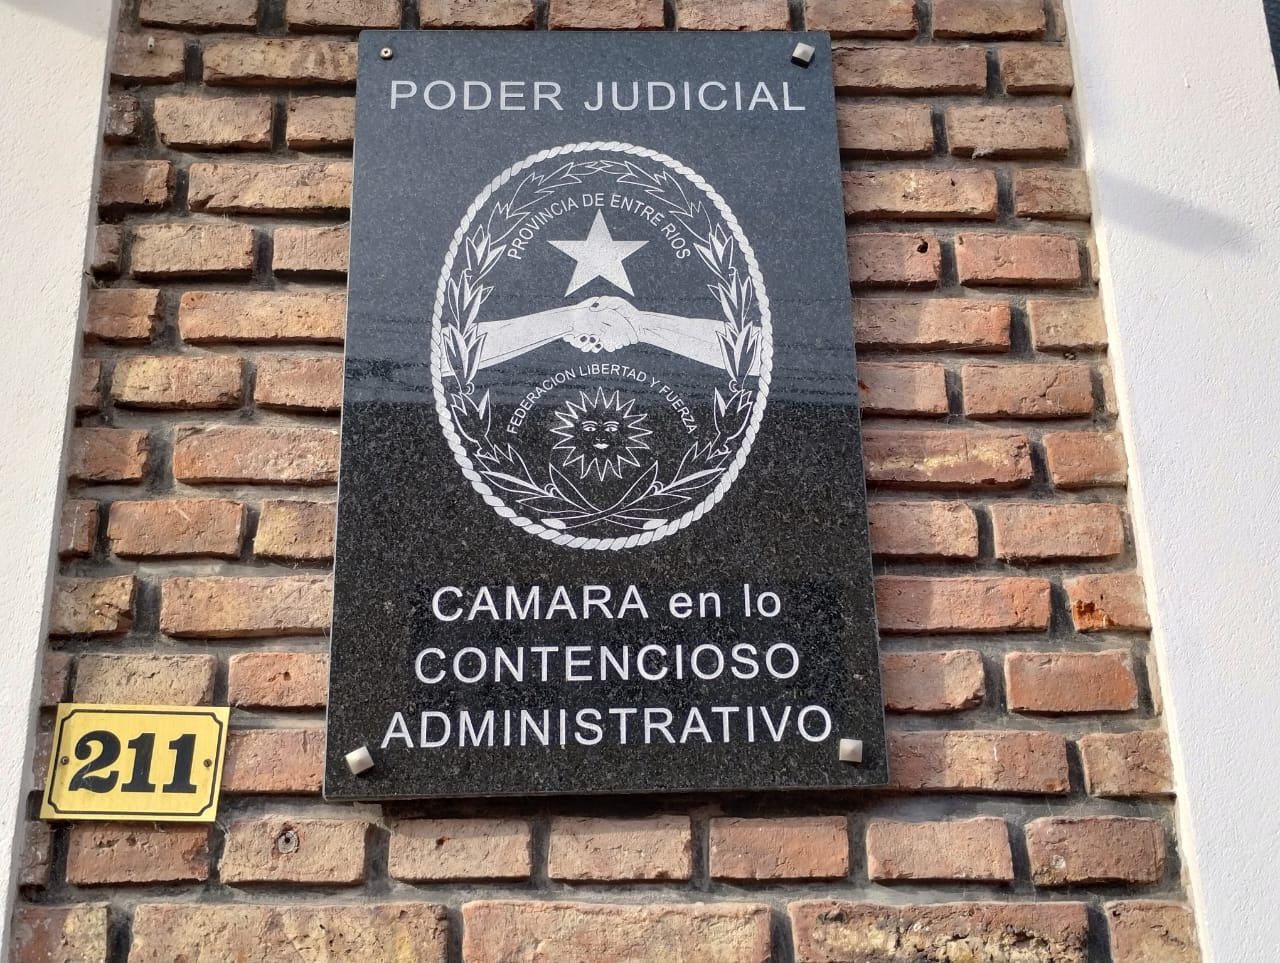 PODER JUDICIAL
PROVINCIA DE ENTRE RIOS
FEDERACION LIBERTAD Y FUERZA
CAMARA en lo
CONTENCIOSO
ADMINISTRATIVO
211